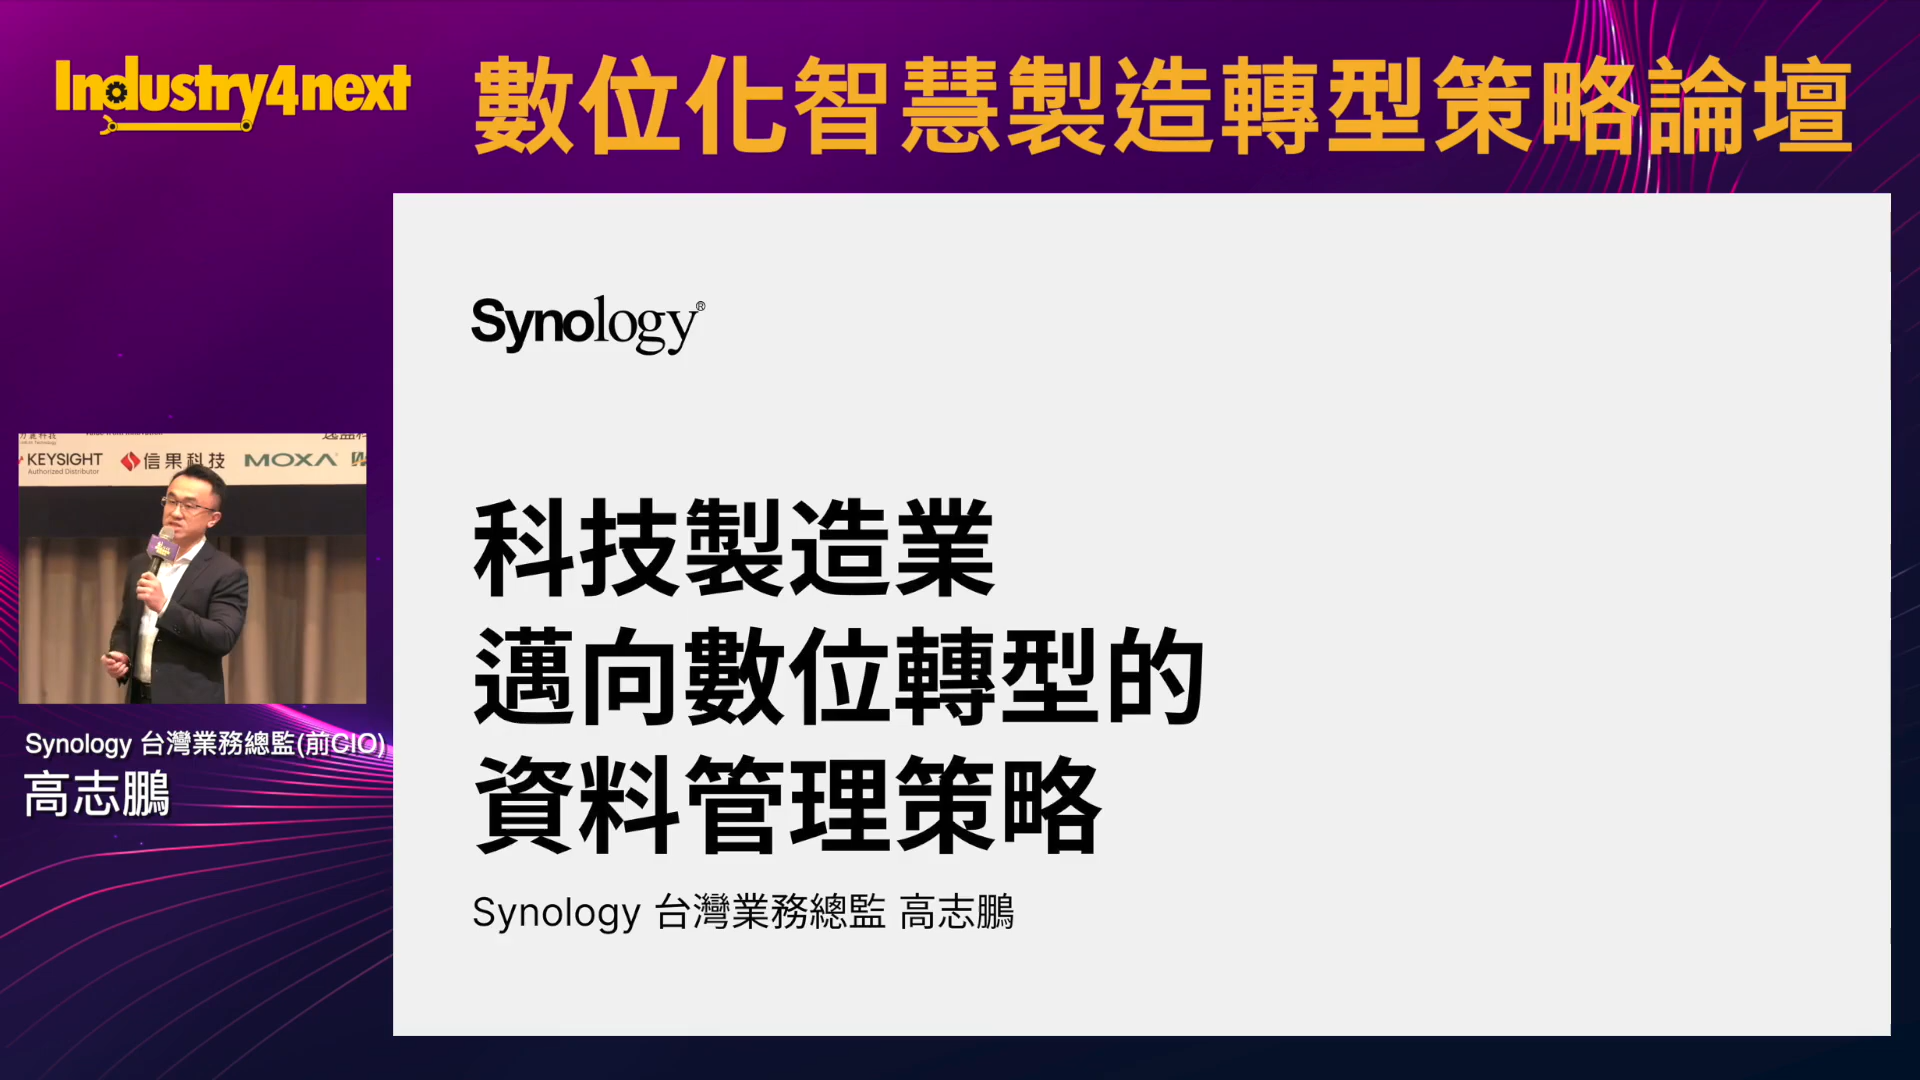 Industry4next
數位化智慧製造轉型策略論壇
Synology®
科技製造業
邁向數位轉型的
資料管理策略
Synology 台灣業務總監 高志鵬
KEYSIGHT
Authorized Distributor
信果科技
MOXA
Synology 台灣業務總監(前CIO)
高志鵬